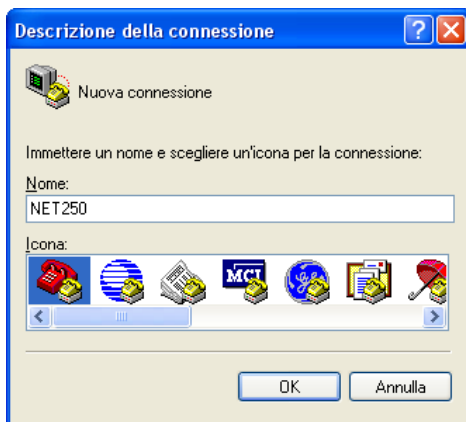 Descrizione della connessione
Nuova connessione
Immettere un nome e scegliere un'icona per la connessione:
Nome:
NET250
Icona:
MCI
OK
Annulla